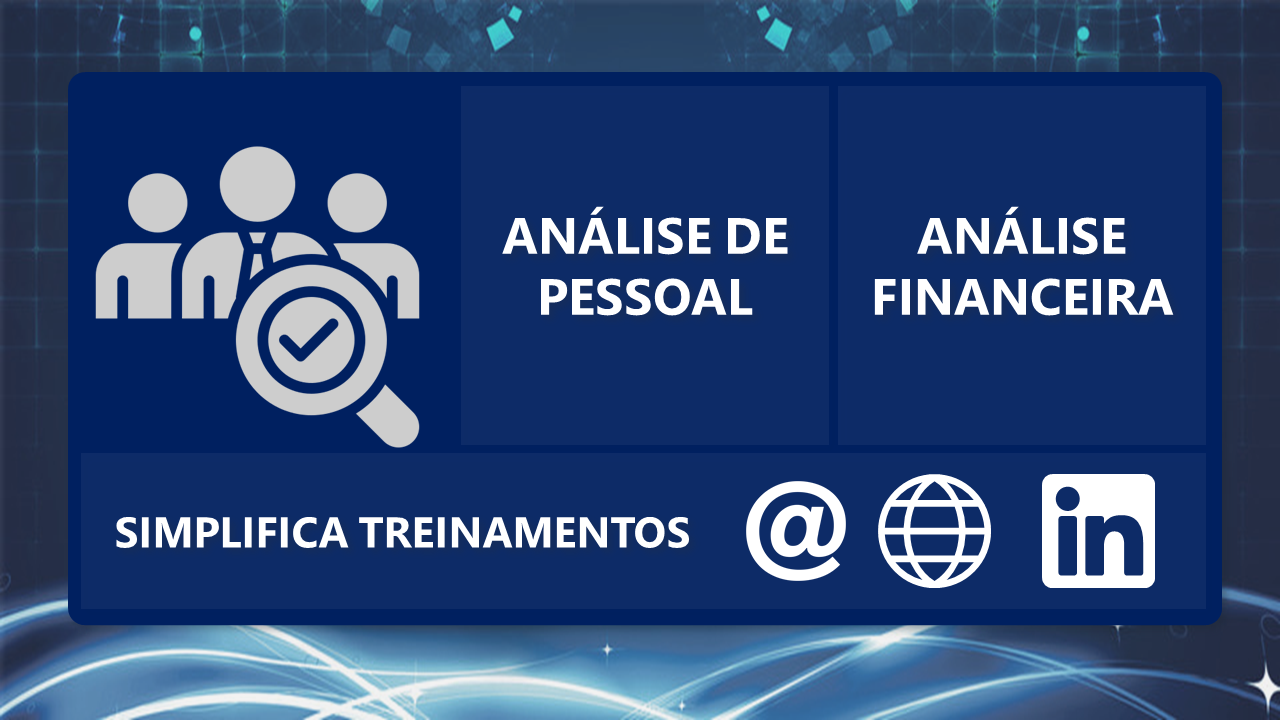 ANÁLISE DE
PESSOAL
ANÁLISE
FINANCEIRA
SIMPLIFICA TREINAMENTOS
@
in